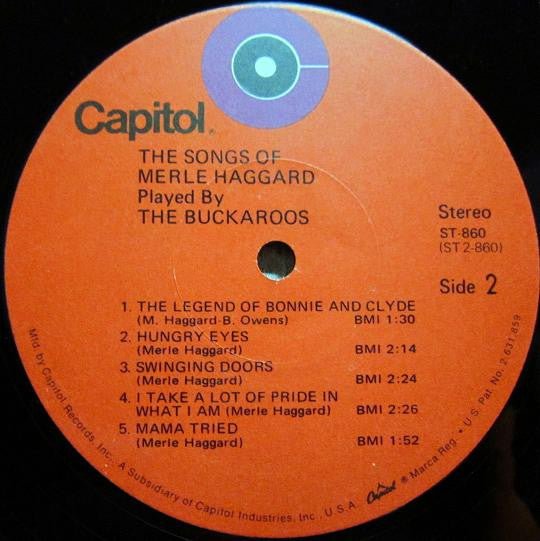 Capitol®
THE SONGS OF
MERLE HAGGARD
Played By
THE BUCKAROOS
Stereo
ST-860
(ST 2-860)
Side 2
1. THE LEGEND OF BONNIE AND CLYDE
(M. Haggard-B. Owens) BMI 1:30
2. HUNGRY EYES
(Merle Haggard) BMI 2:14
3. SWINGING DOORS
(Merle Haggard) BMI 2:24
4. I TAKE A LOT OF PRIDE IN
WHAT I AM (Merle Haggard) BMI 2:26
5. MAMA TRIED
(Merle Haggard) BMI 1:52
Mfd. by Capitol Records, Inc., A Subsidiary of Capitol Industries, Inc., U.S.A. Capitol ® Marca Reg. • U.S. Pat. No. 2,631,859